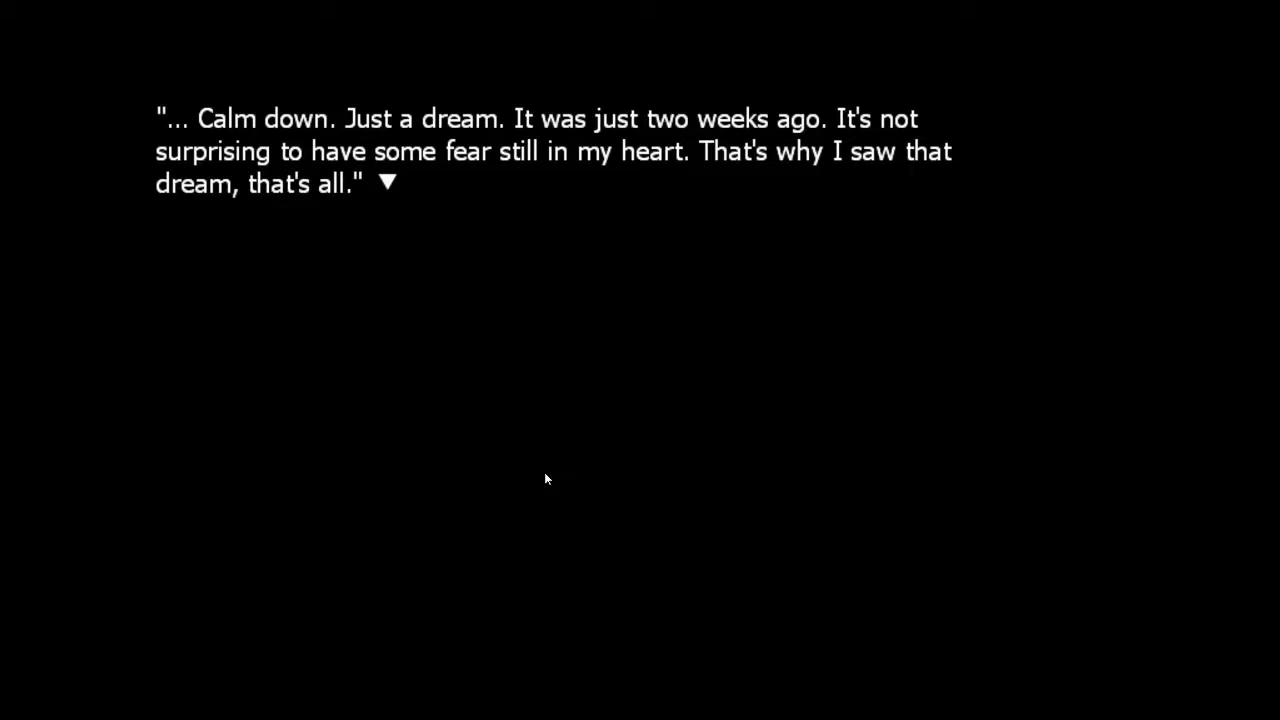 "... Calm down. Just a dream. It was just two weeks ago. It's not
surprising to have some fear still in my heart. That's why I saw that
dream, that's all." ▼